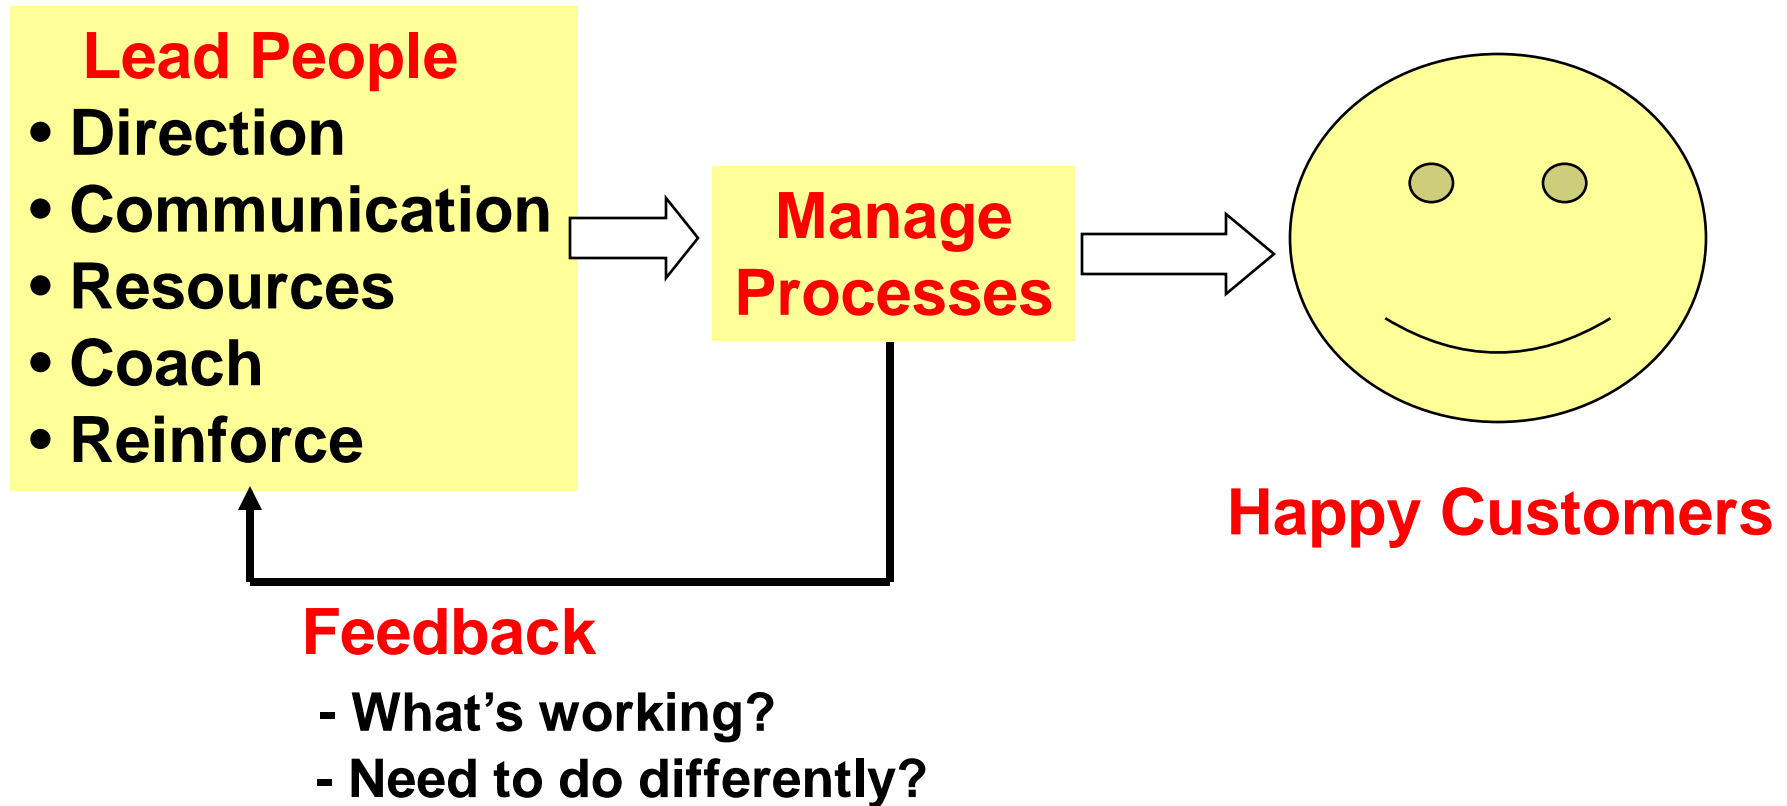 Lead People
• Direction
• Communication
• Resources
• Coach
• Reinforce
Manage
Processes
Happy Customers
Feedback
- What’s working?
- Need to do differently?